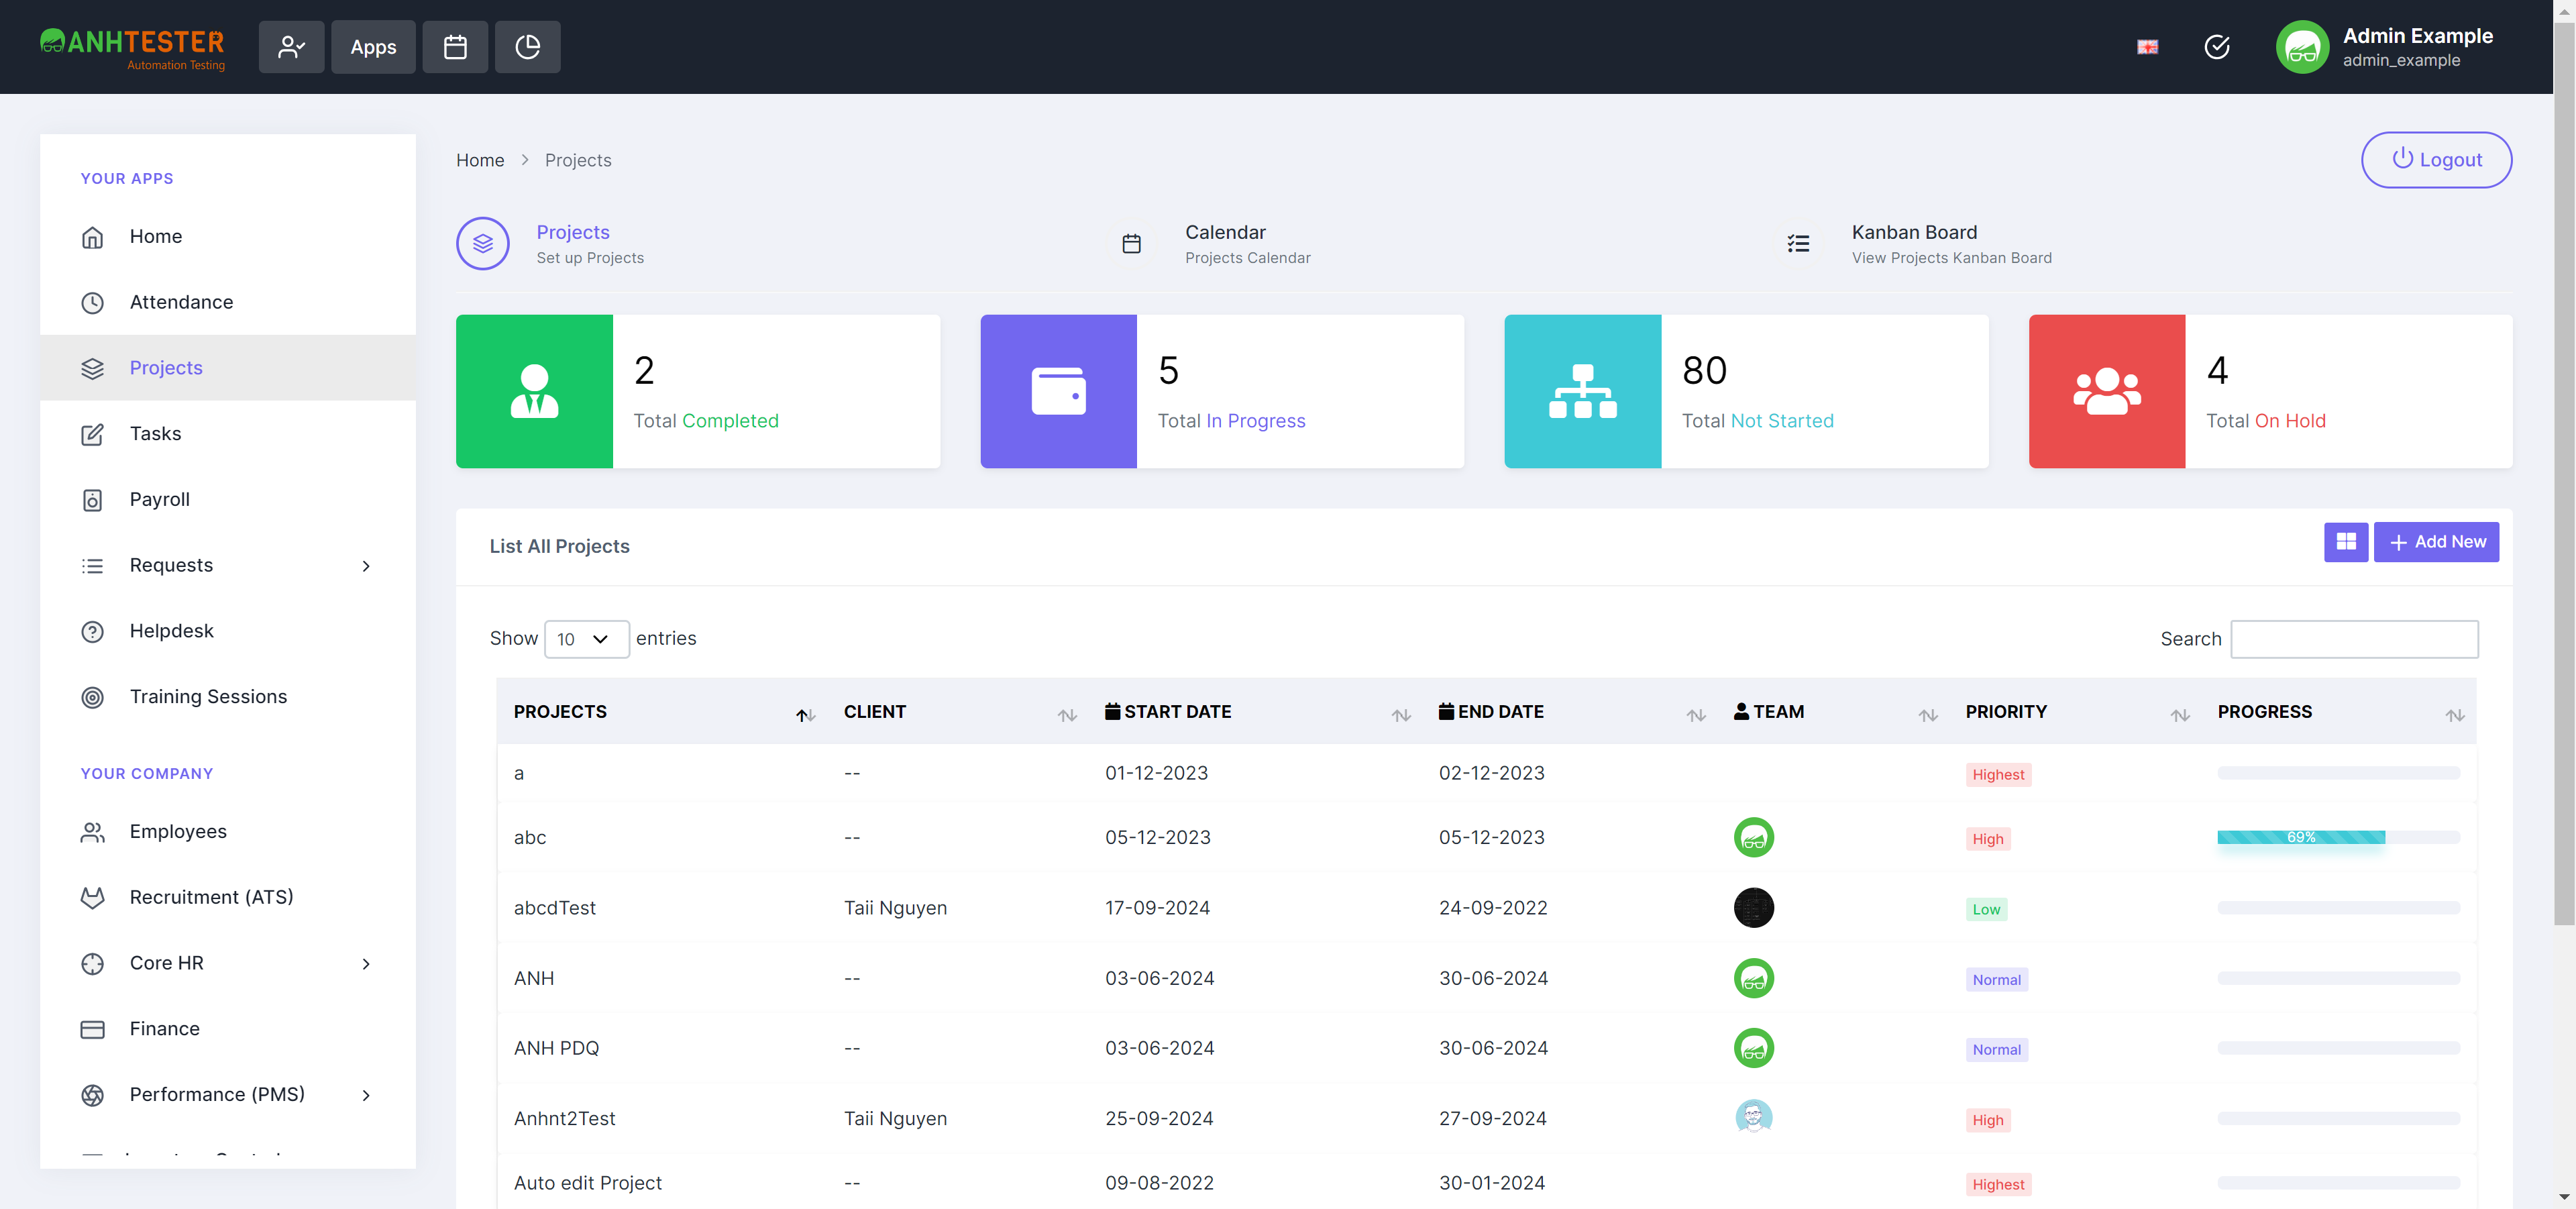 ANHTESTER
Automation Testing
Apps
Admin Example
admin_example
YOUR APPS
Home
Attendance
Projects
Tasks
Payroll
Requests
Helpdesk
Training Sessions
YOUR COMPANY
Employees
Recruitment (ATS)
Core HR
Finance
Performance (PMS)
Home > Projects
Logout
Projects
Set up Projects
Calendar
Projects Calendar
Kanban Board
View Projects Kanban Board
2
Total Completed
5
Total In Progress
80
Total Not Started
4
Total On Hold
List All Projects
Add New
Show 10 entries
Search
PROJECTS CLIENT START DATE END DATE TEAM PRIORITY PROGRESS
a -- 01-12-2023 02-12-2023 Highest
abc -- 05-12-2023 05-12-2023 High 69%
abcdTest Taii Nguyen 17-09-2024 24-09-2022 Low
ANH -- 03-06-2024 30-06-2024 Normal
ANH PDQ -- 03-06-2024 30-06-2024 Normal
Anhnt2Test Taii Nguyen 25-09-2024 27-09-2024 High
Auto edit Project -- 09-08-2022 30-01-2024 Highest